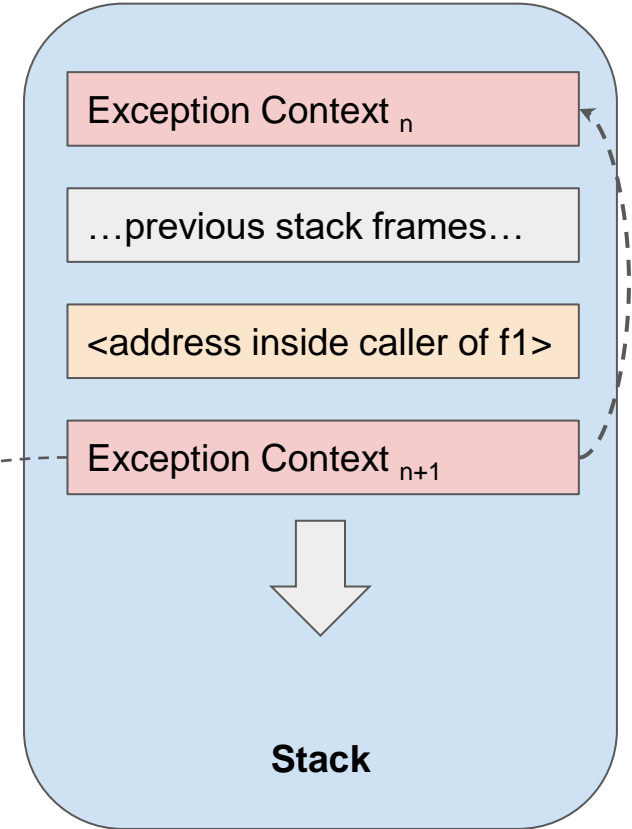 Exception Context n
…previous stack frames…
<address inside caller of f1>
Exception Context n+1
Stack